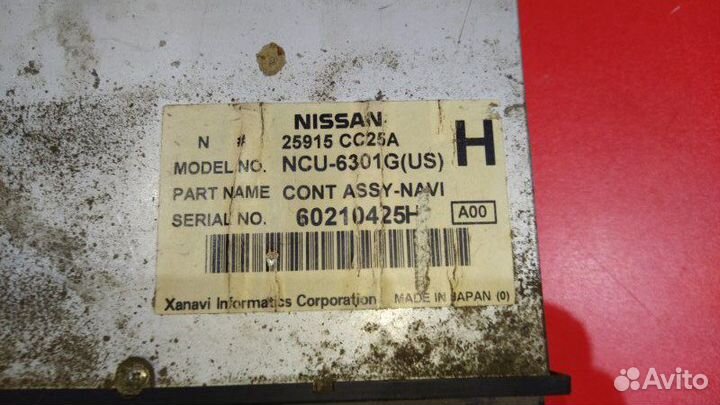 NISSAN
N # 25915 CC25A
H
MODEL NO. NCU-6301G(US)
PART NAME CONT ASSY-NAVI
SERIAL NO. 60210425H A00
Xanavi Informatics Corporation MADE IN JAPAN (0)
Avito